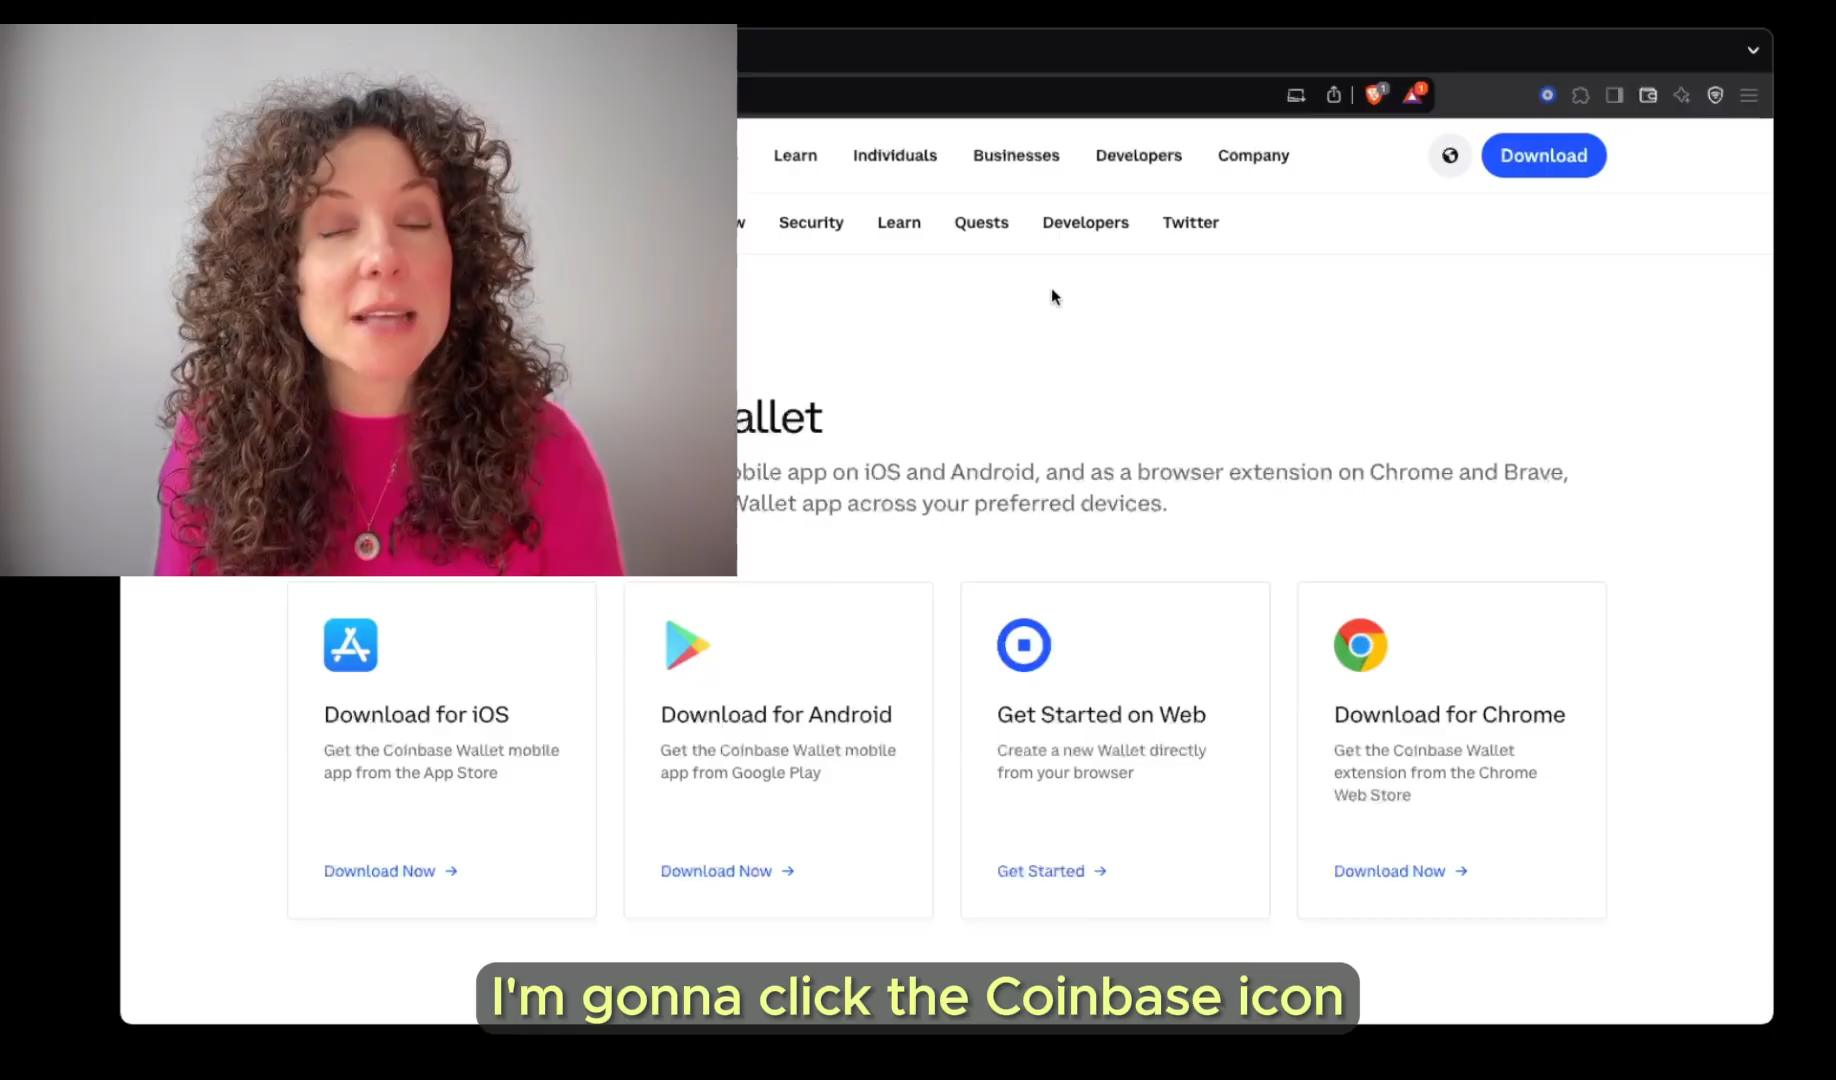 Learn Individuals Businesses Developers Company Download
Security Learn Quests Developers Twitter
allet
bile app on iOS and Android, and as a browser extension on Chrome and Brave,
Wallet app across your preferred devices.
Download for iOS
Get the Coinbase Wallet mobile
app from the App Store
Download Now →
Download for Android
Get the Coinbase Wallet mobile
app from Google Play
Download Now →
Get Started on Web
Create a new Wallet directly
from your browser
Get Started →
Download for Chrome
Get the Coinbase Wallet
extension from the Chrome
Web Store
Download Now →
I'm gonna click the Coinbase icon